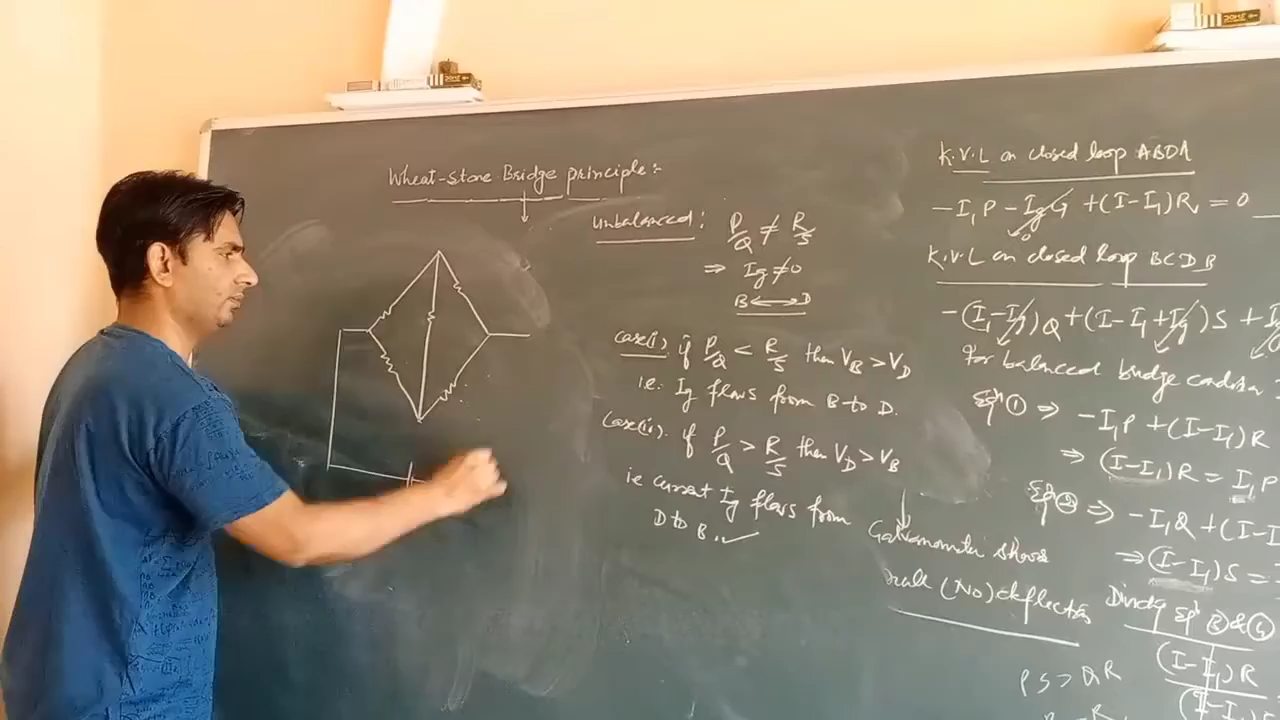 Wheat-stone Bridge principle:-
Unbalanced: P/Q ≠ R/S
⇒ Ig ≠ 0
B ⟷ D
Case(i). if P/Q < R/S then VB > VD
i.e. Ig flows from B to D.
Case(ii). if P/Q > R/S then VD > VB
ie current Ig flows from
D to B.
K.V.L on closed loop ABDA
-I1P - IgG + (I-I1)R = 0
0
K.V.L on closed loop BCDB
-(I1-Ig)Q + (I-I1+Ig)S +
For balanced bridge condition
Eqn ① ⇒ -I1P + (I-I1)R
⇒ (I-I1)R = I1P
Eqn ② ⇒ -I1Q + (I-I
⇒ (I-I1)S =
Galvanometer shows
null (No) deflection
Dividing Eqn ③ & ④
(I-I1)R
PS = QR